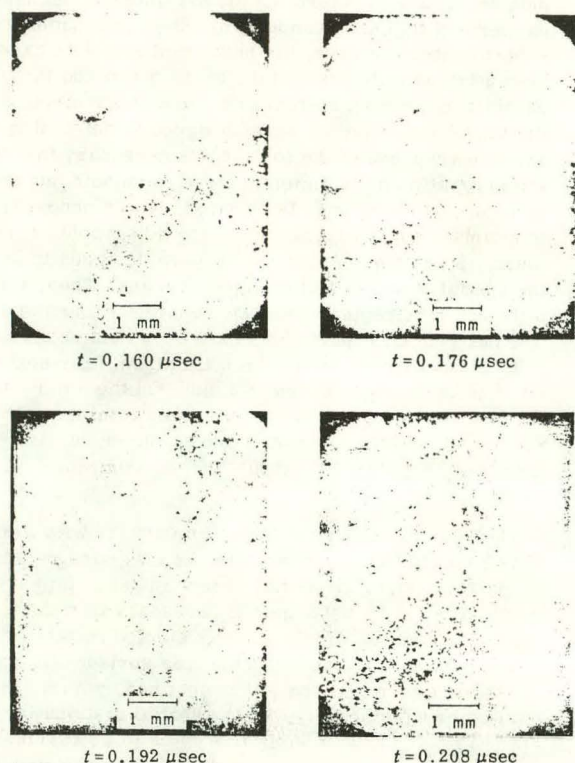 1 mm
1 mm
t=0.160 μsec
t=0.176 μsec
1 mm
1 mm
t=0.192 μsec
t=0.208 μsec